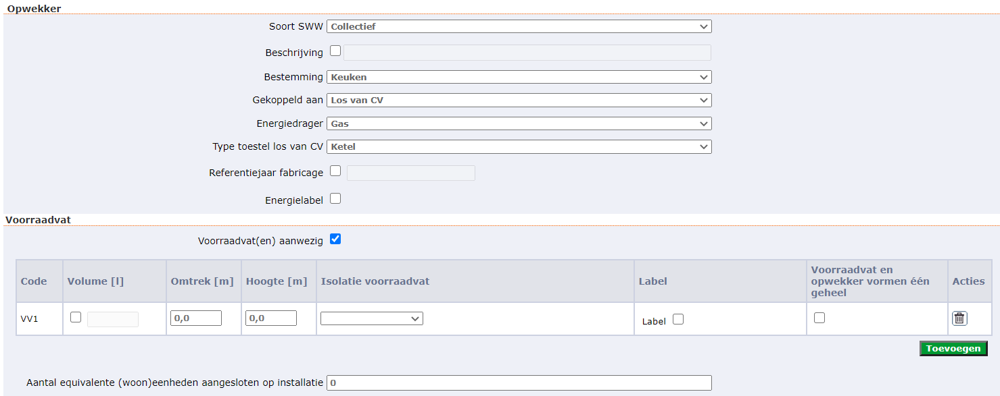 Opwekker
Soort SWW Collectief
Beschrijving
Bestemming Keuken
Gekoppeld aan Los van CV
Energiedrager Gas
Type toestel los van CV Ketel
Referentiejaar fabricage
Energielabel
Voorraadvat
Voorraadvat(en) aanwezig
Code Volume [l] Omtrek [m] Hoogte [m] Isolatie voorraadvat Label Voorraadvat en opwekker vormen één geheel Acties
VV1 0,0 0,0 Label
Toevoegen
Aantal equivalente (woon)eenheden aangesloten op installatie 0